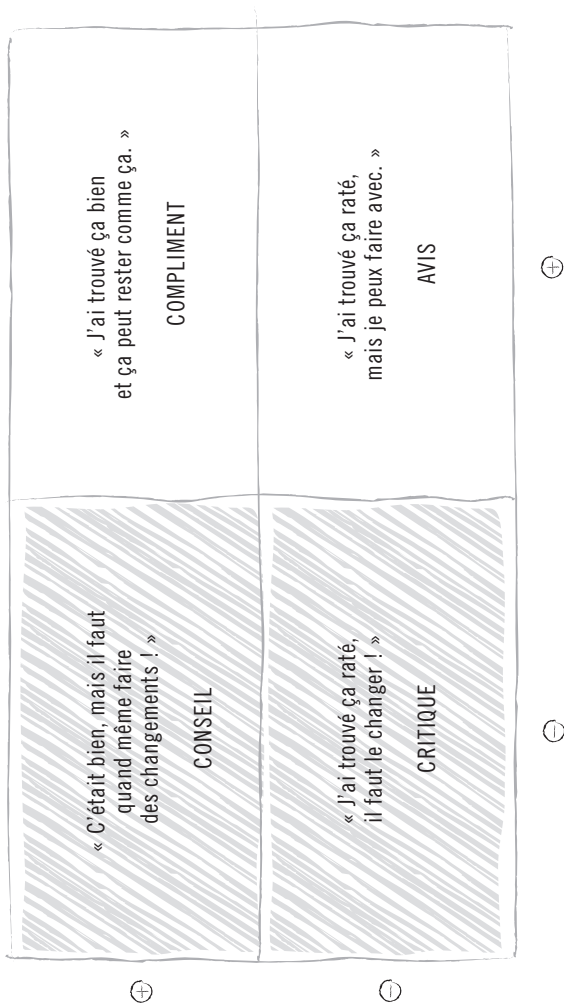 « C'était bien, mais il faut
quand même faire
des changements ! »
CONSEIL
« J'ai trouvé ça bien
et ça peut rester comme ça. »
COMPLIMENT
« J'ai trouvé ça raté,
il faut le changer ! »
CRITIQUE
« J'ai trouvé ça raté,
mais je peux faire avec. »
AVIS